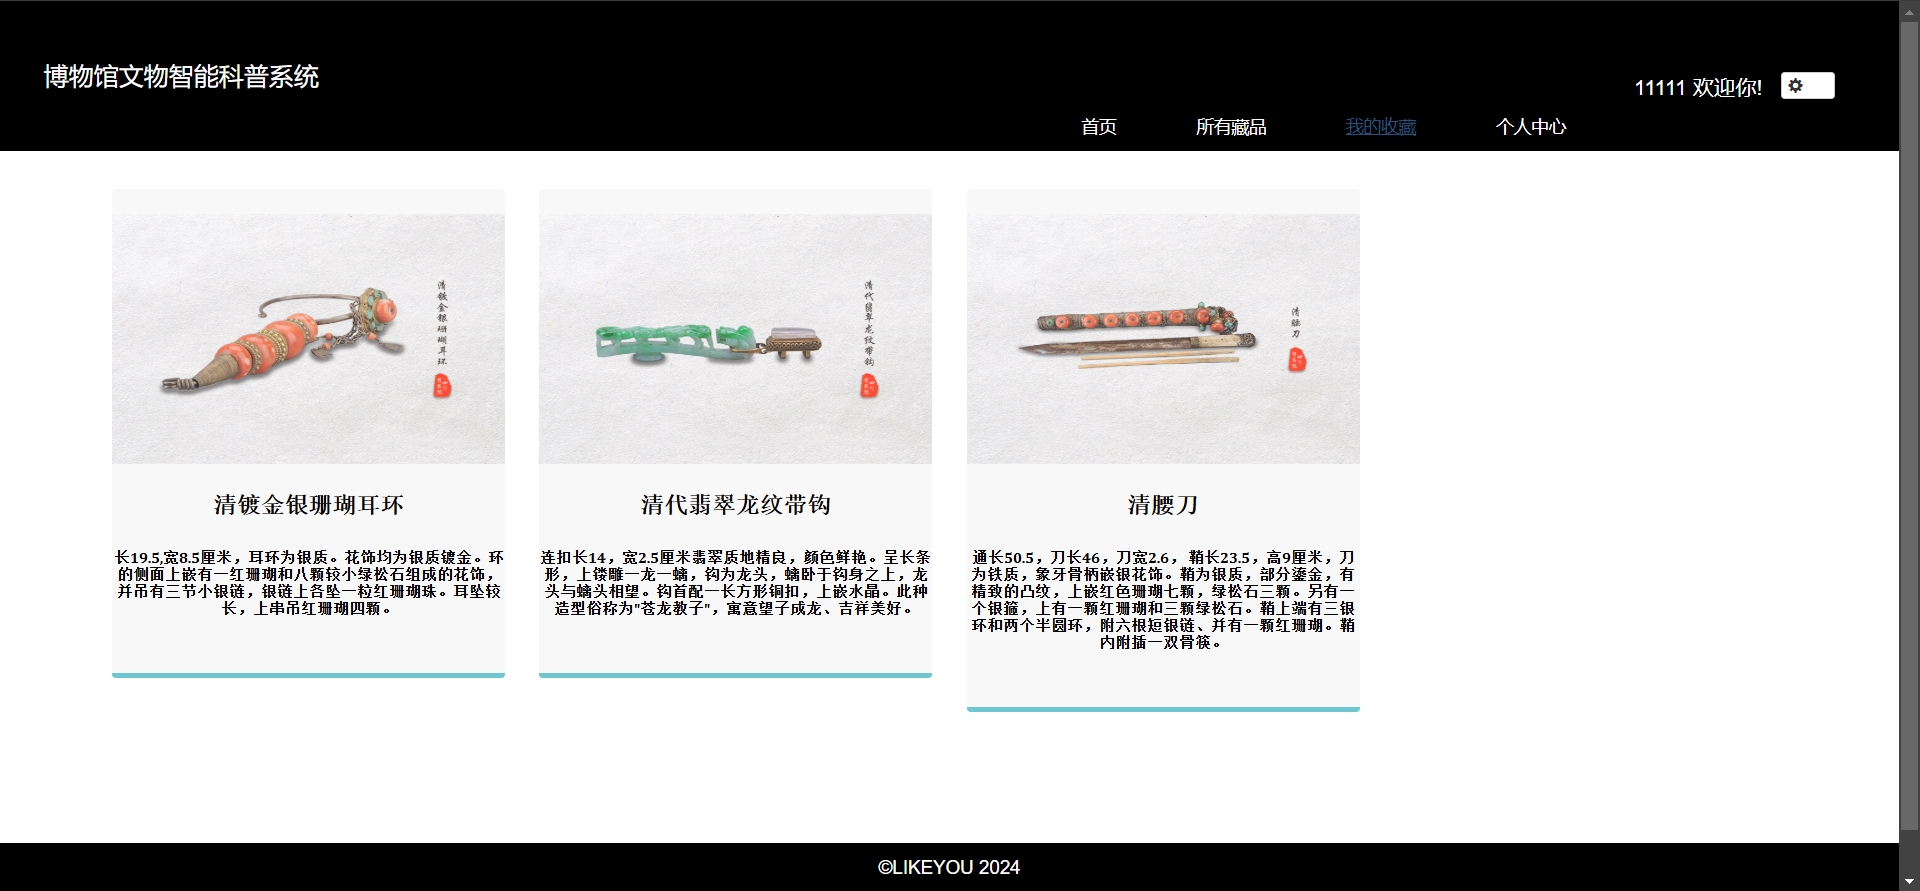 博物馆文物智能科普系统
11111 欢迎你!
首页
所有藏品
我的收藏
个人中心
清镀金银珊瑚耳环
清代翡翠龙纹带钩
清腰刀
清镀金银珊瑚耳环
长19.5,宽8.5厘米，耳环为银质。花饰均为银质镀金。环
的侧面上嵌有一红珊瑚和八颗较小绿松石组成的花饰，
并吊有三节小银链，银链上各坠一粒红珊瑚珠。耳坠较
长，上串吊红珊瑚四颗。
清代翡翠龙纹带钩
连扣长14，宽2.5厘米翡翠质地精良，颜色鲜艳。呈长条
形，上镂雕一龙一螭，钩为龙头，螭卧于钩身之上，龙
头与螭头相望。钩首配一长方形铜扣，上嵌水晶。此种
造型俗称为"苍龙教子"，寓意望子成龙、吉祥美好。
清腰刀
通长50.5，刀长46，刀宽2.6，鞘长23.5，高9厘米，刀
为铁质，象牙骨柄嵌银花饰。鞘为银质，部分鎏金，有
精致的凸纹，上嵌红色珊瑚七颗，绿松石三颗。另有一
个银箍，上有一颗红珊瑚和三颗绿松石。鞘上端有三银
环和两个半圆环，附六根短银链、并有一颗红珊瑚。鞘
内附插一双骨筷。
©LIKEYOU 2024